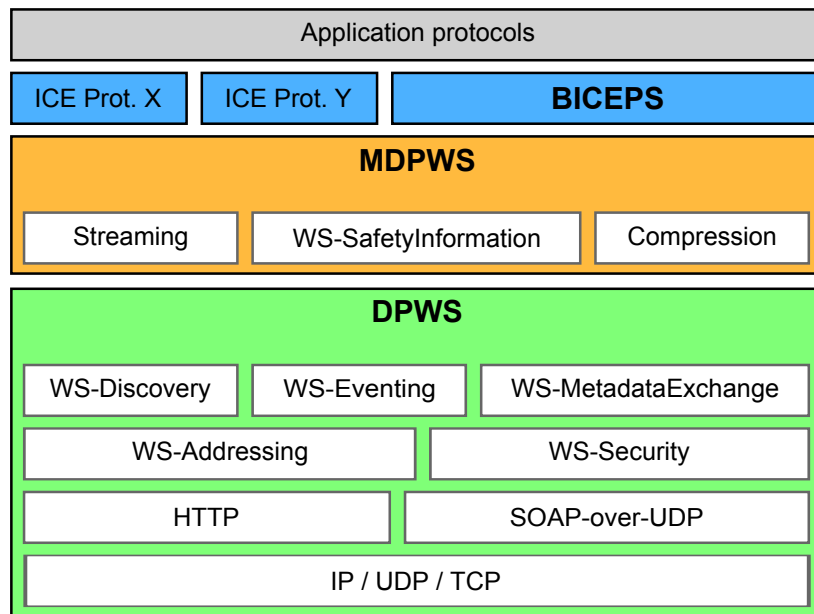 Application protocols
ICE Prot. X
ICE Prot. Y
BICEPS
MDPWS
Streaming
WS-SafetyInformation
Compression
DPWS
WS-Discovery
WS-Eventing
WS-MetadadaExchange
WS-Addressing
WS-Security
HTTP
SOAP-over-UDP
IP / UDP / TCP